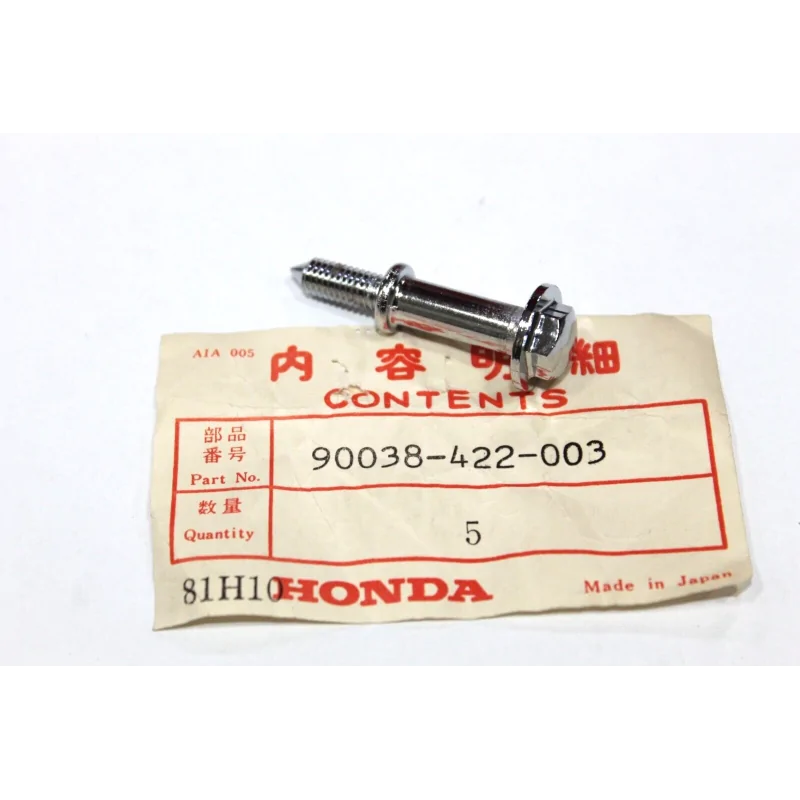 AIA 005
内容明細
CONTENTS
部品
番号
Part No.
90038-422-003
数量
Quantity
5
81H10
HONDA
Made in Japan